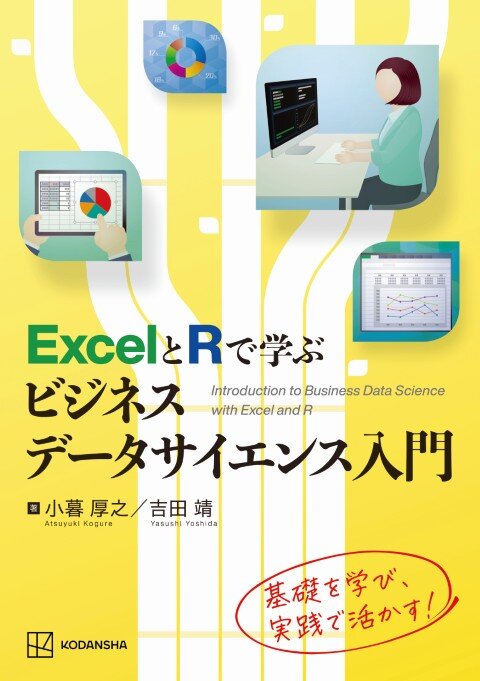 ExcelとRで学ぶ
ビジネス
Introduction to Business Data Science
with Excel and R
データサイエンス入門
著 小暮 厚之／吉田 靖
Atsuyuki Kogure Yasushi Yoshida
基礎を学び、
実践で活かす!
KODANSHA